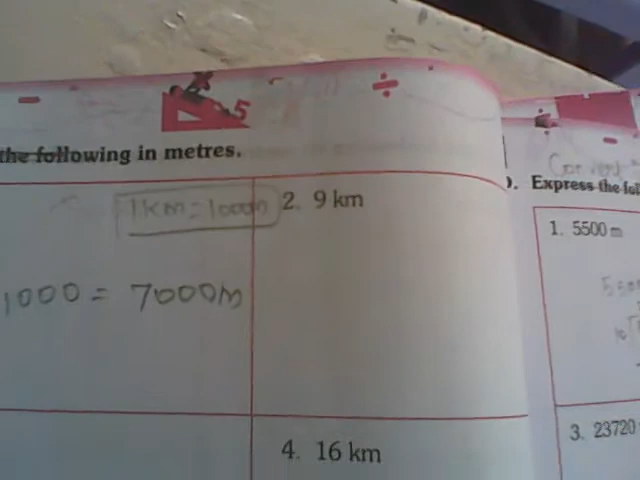 the following in metres.
1km = 1000m
2. 9 km
1000 = 7000m
4. 16 km
Express the
1. 5500 m
3. 23720